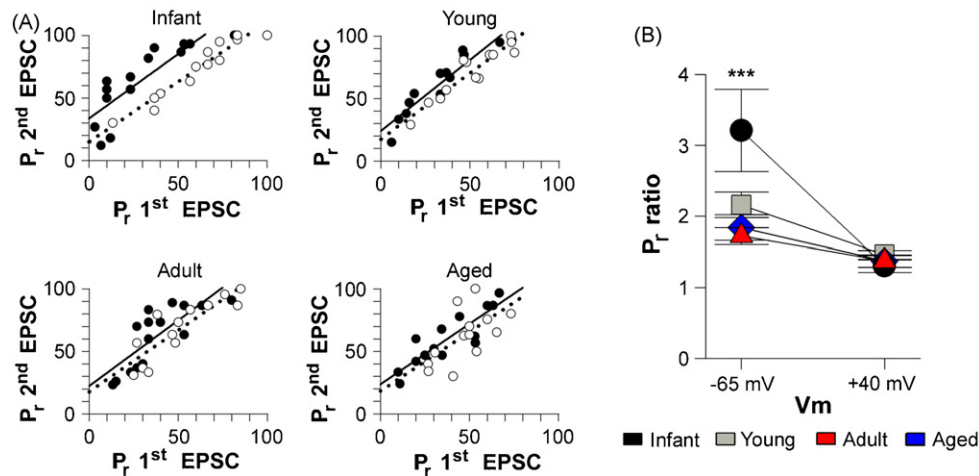 (A)
Infant
Pr 2nd EPSC
100
50
0
0 50 100
Pr 1st EPSC
Young
Pr 2nd EPSC
100
50
0
0 50 100
Pr 1st EPSC
Adult
Pr 2nd EPSC
100
50
0
0 50 100
Pr 1st EPSC
Aged
Pr 2nd EPSC
100
50
0
0 50 100
Pr 1st EPSC
(B)
Pr ratio
4
3
2
1
0
***
-65 mV +40 mV
Vm
Infant Young Adult Aged